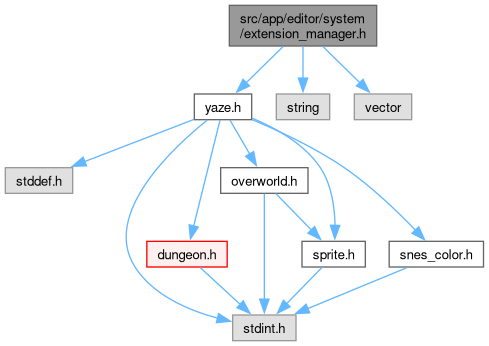 src/app/editor/system
/extension_manager.h
yaze.h
string
vector
stddef.h
overworld.h
dungeon.h
sprite.h
snes_color.h
stdint.h